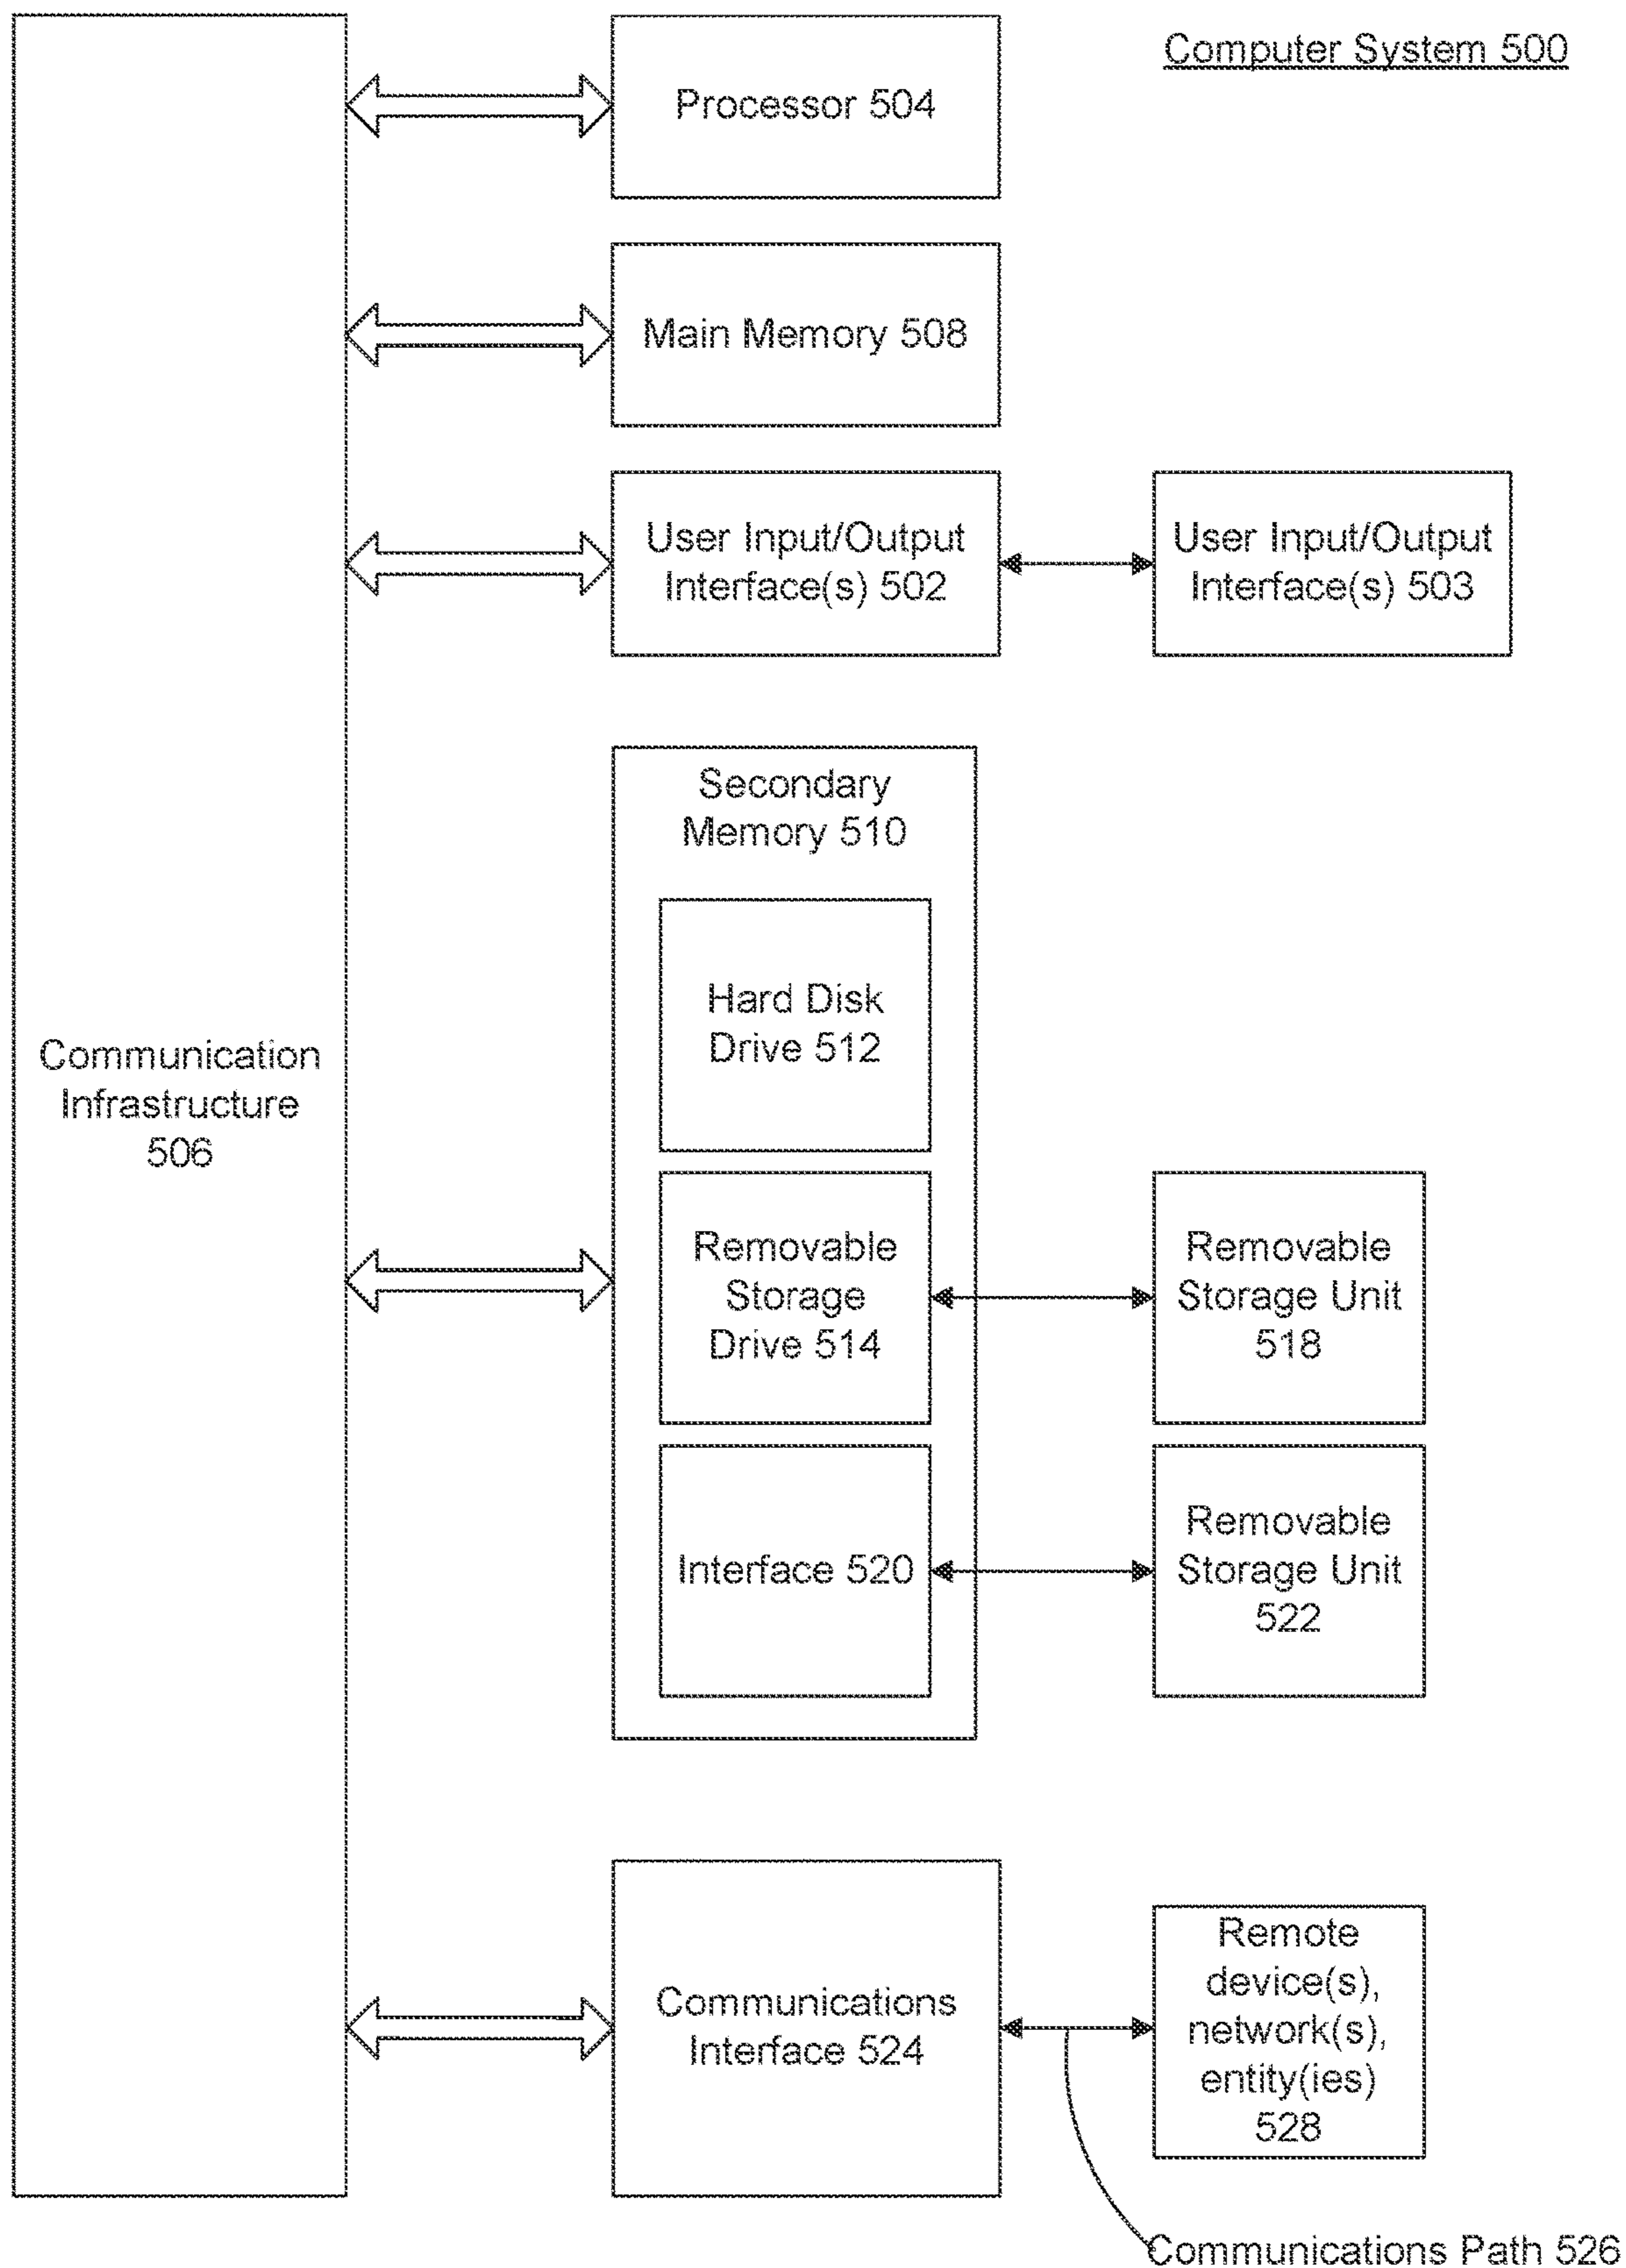 Computer System 500
Processor 504
Main Memory 508
User Input/Output
Interface(s) 502
User Input/Output
Interface(s) 503
Secondary
Memory 510
Hard Disk
Drive 512
Communication
Infrastructure
506
Removable
Storage
Drive 514
Removable
Storage Unit
518
Interface 520
Removable
Storage Unit
522
Communications
Interface 524
Remote
device(s),
network(s),
entity(ies)
528
Communications Path 526